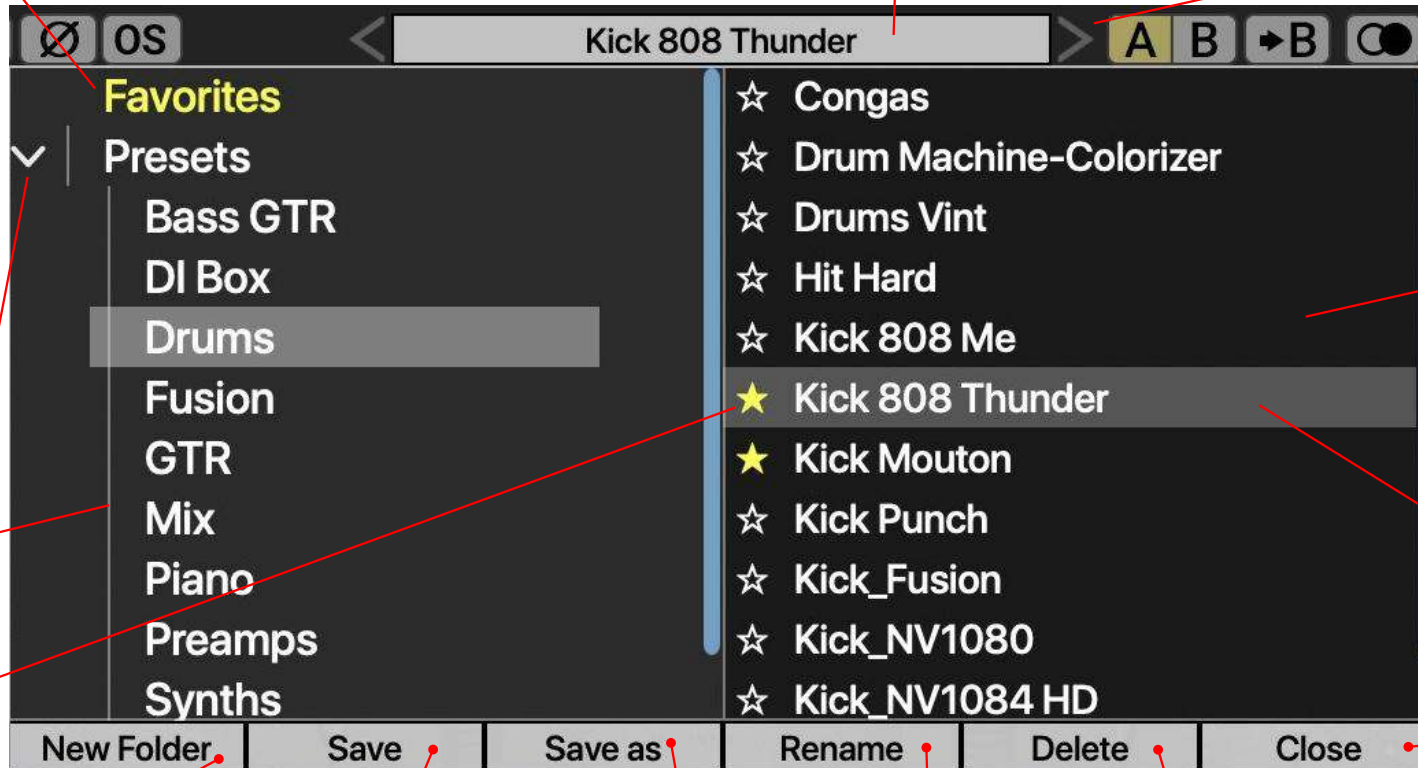 Ø OS Kick 808 Thunder A B →B
Favorites
Presets
Bass GTR
DI Box
Drums
Fusion
GTR
Mix
Piano
Preamps
Synths
Congas
Drum Machine-Colorizer
Drums Vint
Hit Hard
Kick 808 Me
Kick 808 Thunder
Kick Mouton
Kick Punch
Kick_Fusion
Kick_NV1080
Kick_NV1084 HD
New Folder Save Save as Rename Delete Close